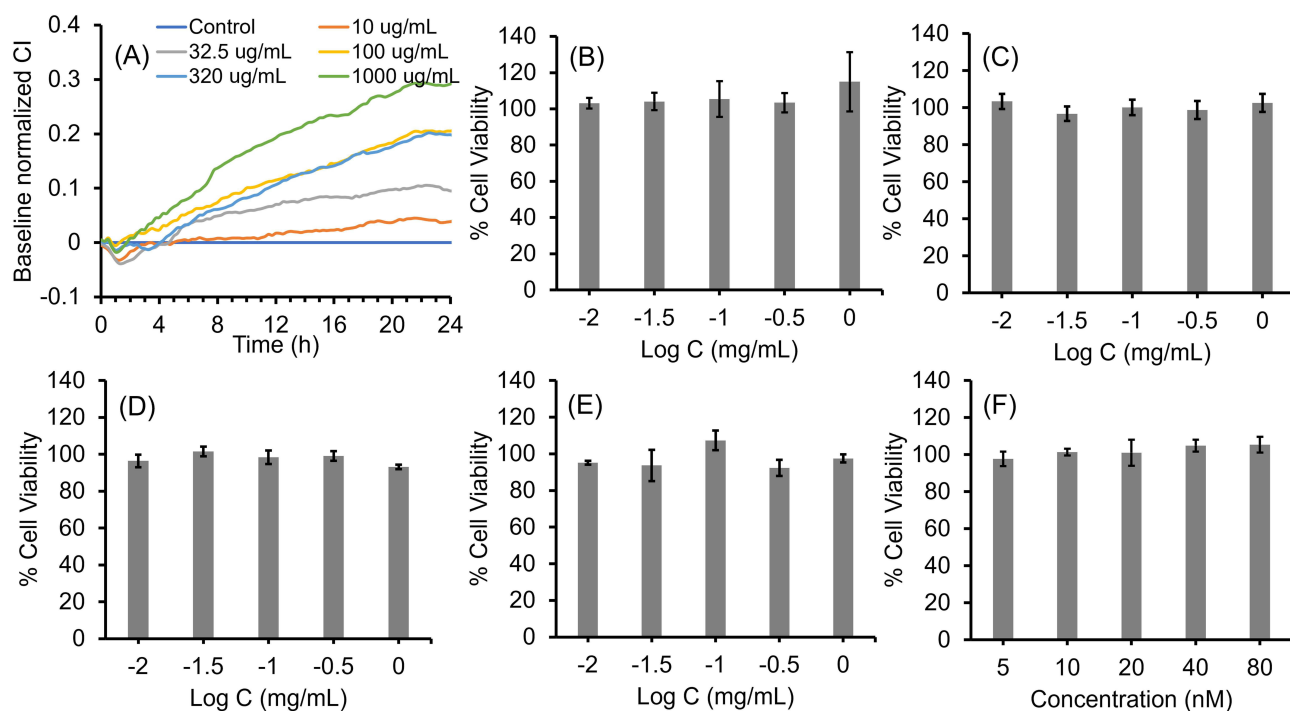 (A)
Control
10 ug/mL
32.5 ug/mL
100 ug/mL
320 ug/mL
1000 ug/mL
Baseline normalized CI
0.4
0.3
0.2
0.1
0
-0.1
0 4 8 12 16 20 24
Time (h)
(B)
% Cell Viability
140
120
100
80
60
40
20
0
-2 -1.5 -1 -0.5 0
Log C (mg/mL)
(C)
% Cell Viability
140
120
100
80
60
40
20
0
-2 -1.5 -1 -0.5 0
Log C (mg/mL)
(D)
% Cell Viability
140
120
100
80
60
40
20
0
-2 -1.5 -1 -0.5 0
Log C (mg/mL)
(E)
% Cell Viability
140
120
100
80
60
40
20
0
-2 -1.5 -1 -0.5 0
Log C (mg/mL)
(F)
% Cell Viability
140
120
100
80
60
40
20
0
5 10 20 40 80
Concentration (nM)